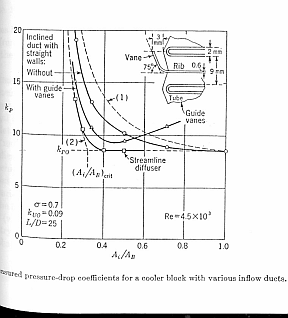 20
Inclined
duct with
straight
walls:
Without
With guide
vanes
15
10
5
0
k_p
k_p0
(1)
(2)
(A_i/A_B)_crit
Streamline
diffuser
Guide
vanes
Vane
75°
3
mm
Rib 0.6
2 mm
9 mm
Tube
σ=0.7
k_p0=0.09
L/D=25
Re=4.5×10³
0 0.2 0.4 0.6 0.8 1.0
A_i/A_B
pressure-drop coefficients for a cooler block with various inflow ducts.